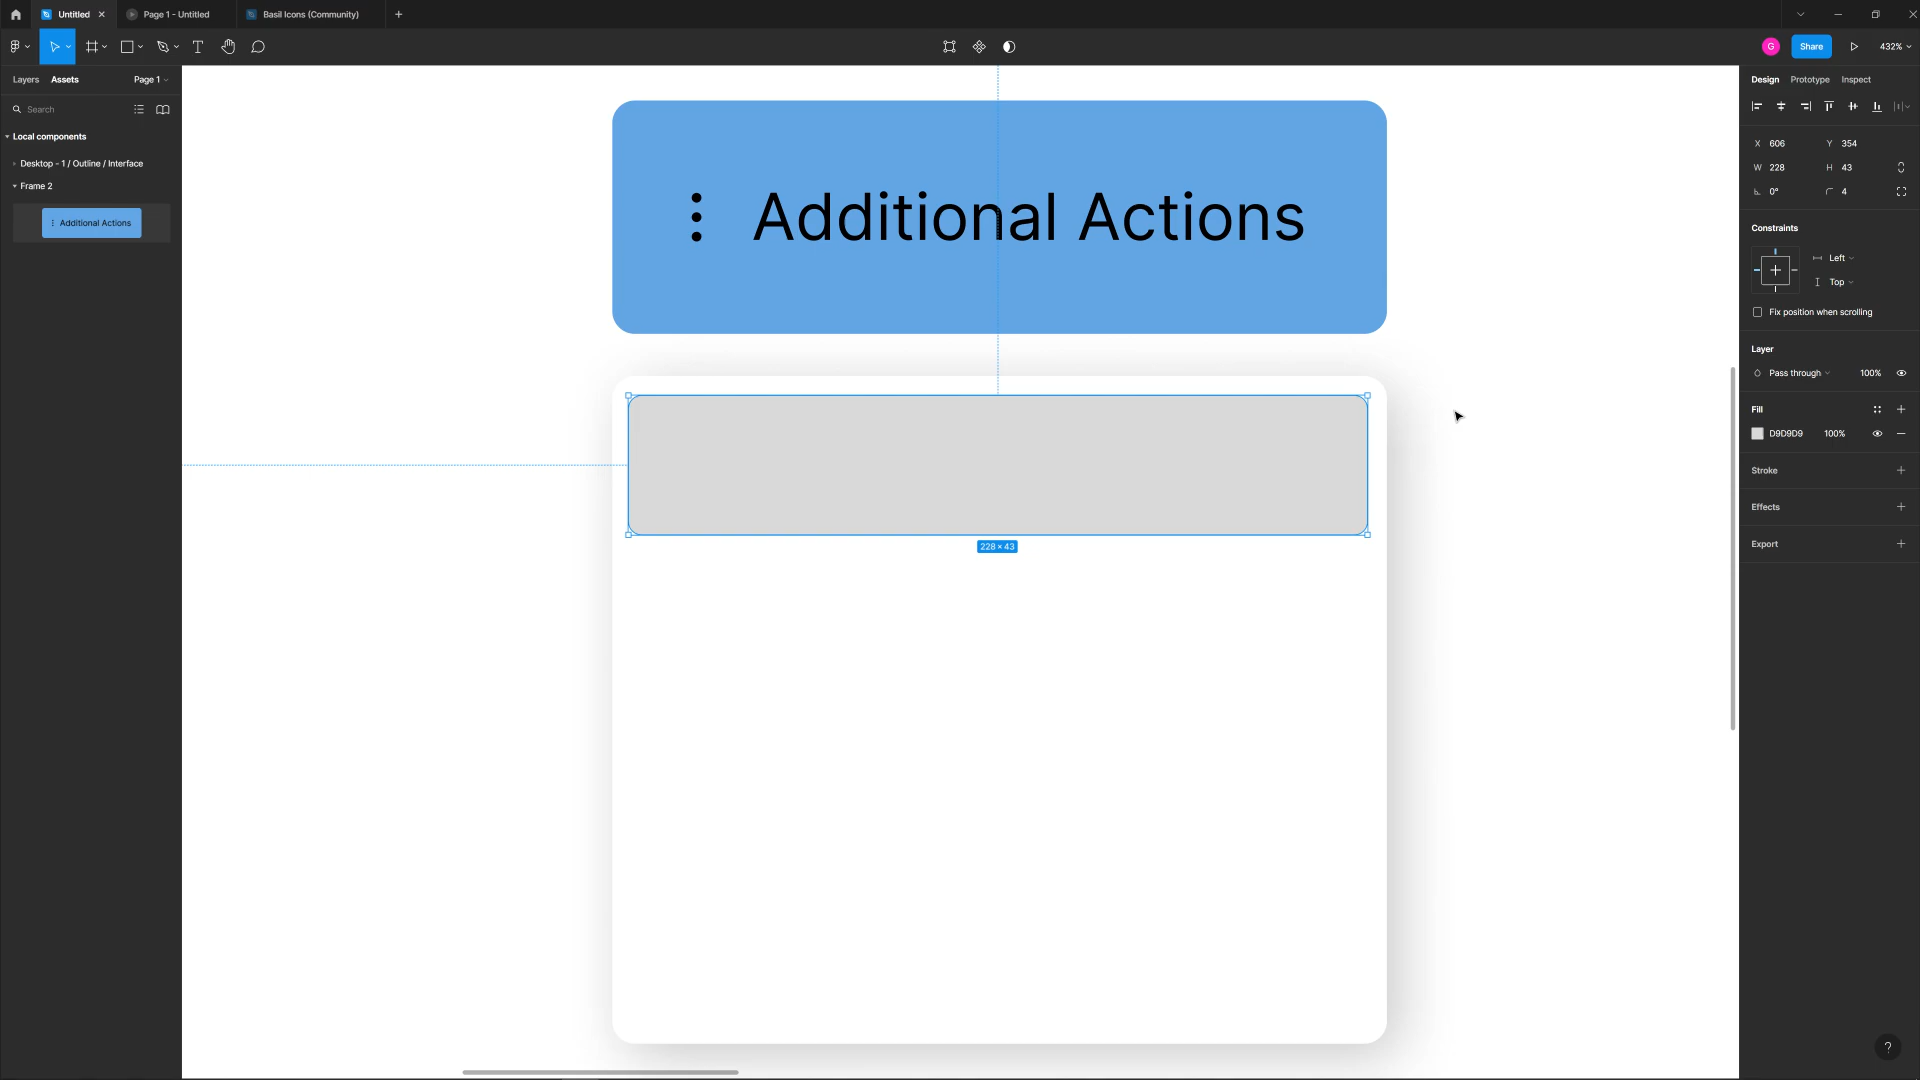 Untitled
Page 1 - Untitled
Basil Icons (Community)
G
Share
432%
Layers
Assets
Page 1
Design
Prototype
Inspect
Search
Local components
Desktop - 1 / Outline / Interface
Frame 2
Additional Actions
Additional Actions
228 × 43
X 606
Y 354
W 228
H 43
0°
4
Constraints
Left
Top
Fix position when scrolling
Layer
Pass through
100%
Fill
D9D9D9
100%
Stroke
Effects
Export
?